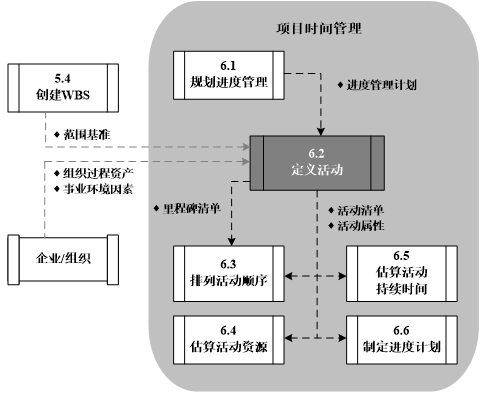 项目时间管理
5.4
创建WBS
6.1
规划进度管理
◆ 进度管理计划
◆ 范围基准
6.2
定义活动
◆ 组织过程资产
◆ 事业环境因素
◆ 里程碑清单
◆ 活动清单
◆ 活动属性
企业/组织
6.3
排列活动顺序
6.5
估算活动
持续时间
6.4
估算活动资源
6.6
制定进度计划